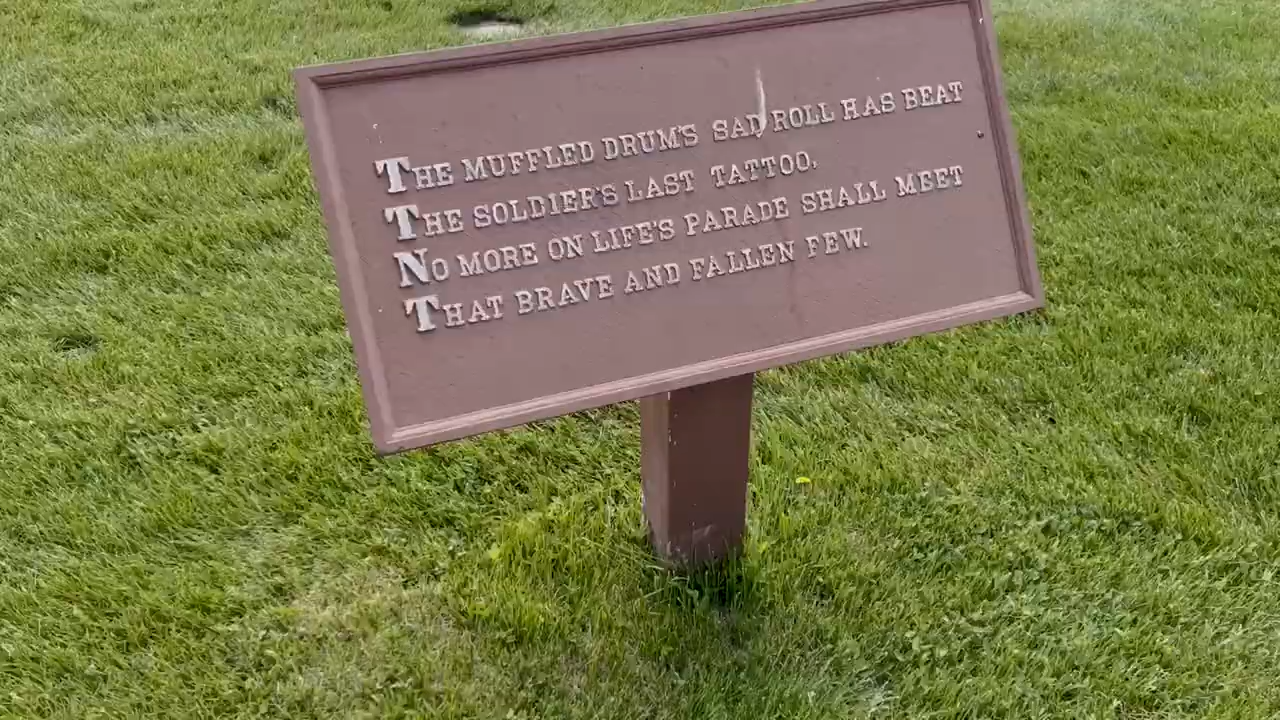 THE MUFFLED DRUM'S SAD ROLL HAS BEAT
THE SOLDIER'S LAST TATTOO,
NO MORE ON LIFE'S PARADE SHALL MEET
THAT BRAVE AND FALLEN FEW.